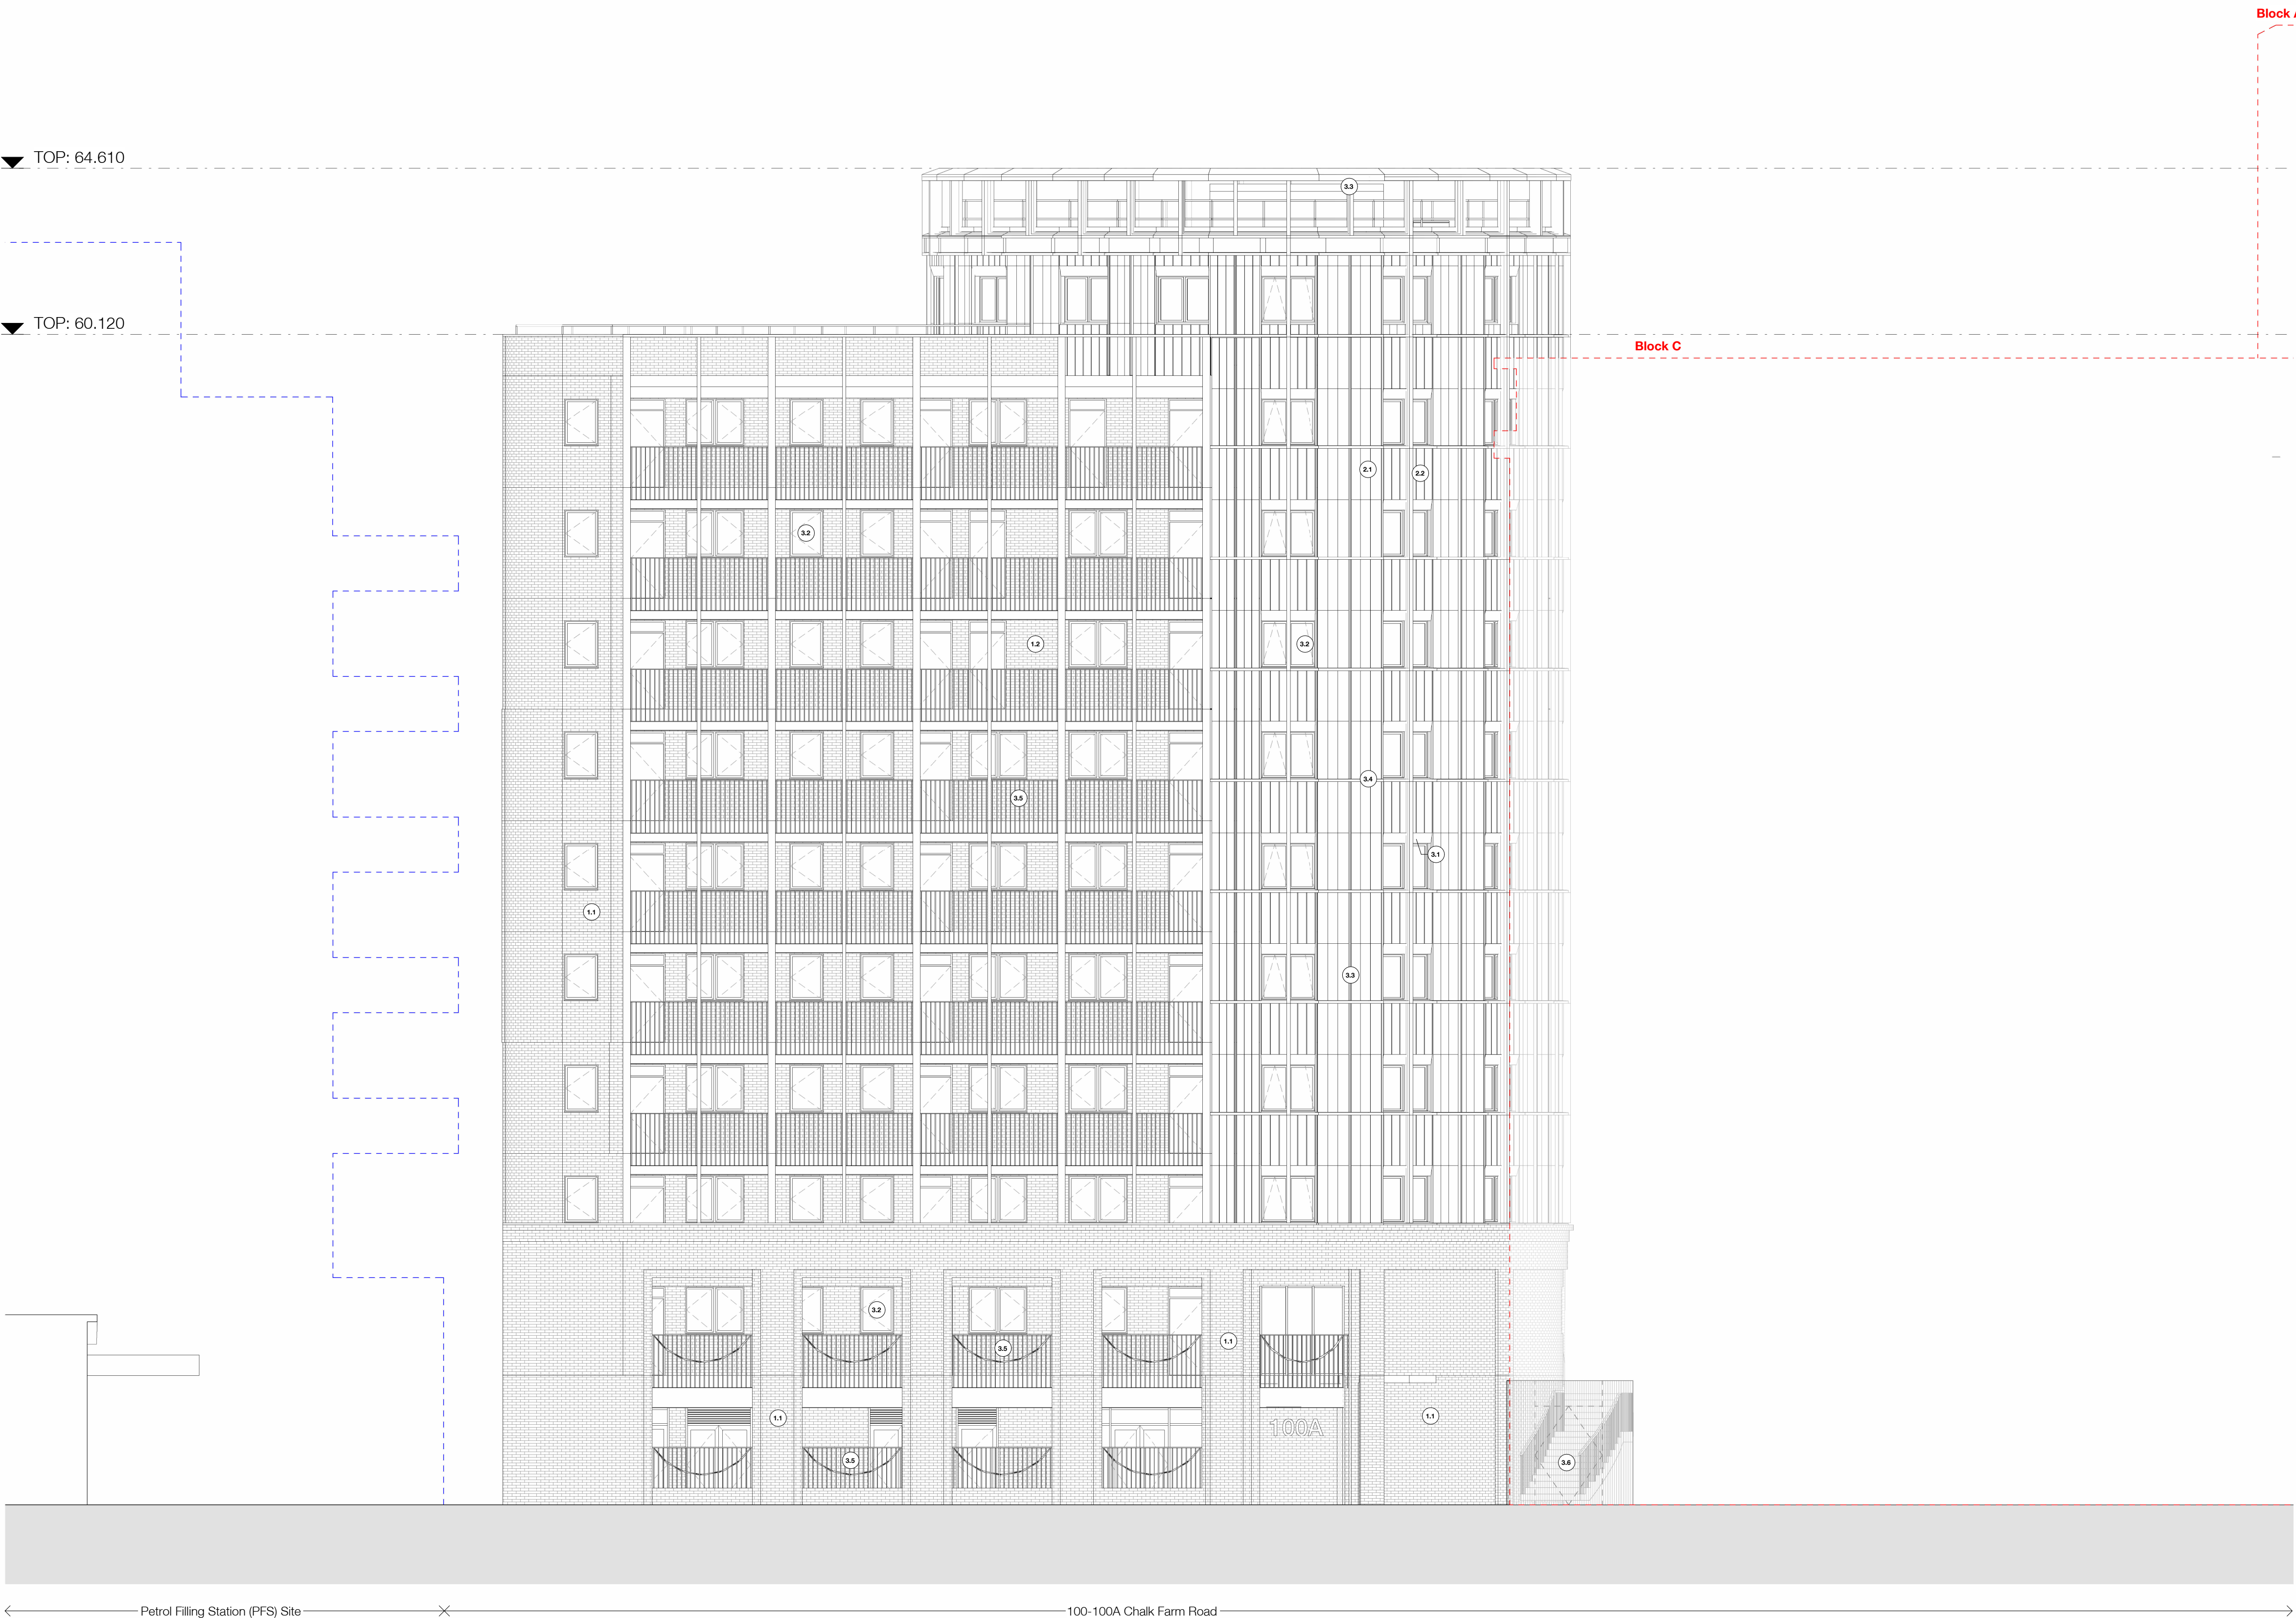 Block
TOP: 64.610
3.3
TOP: 60.120
Block C
2.1
2.2
3.2
1.2
3.2
3.4
3.5
3.1
1.1
3.3
3.2
1.1
3.5
1.1
1.1
100A
3.5
3.6
Petrol Filling Station (PFS) Site
100-100A Chalk Farm Road